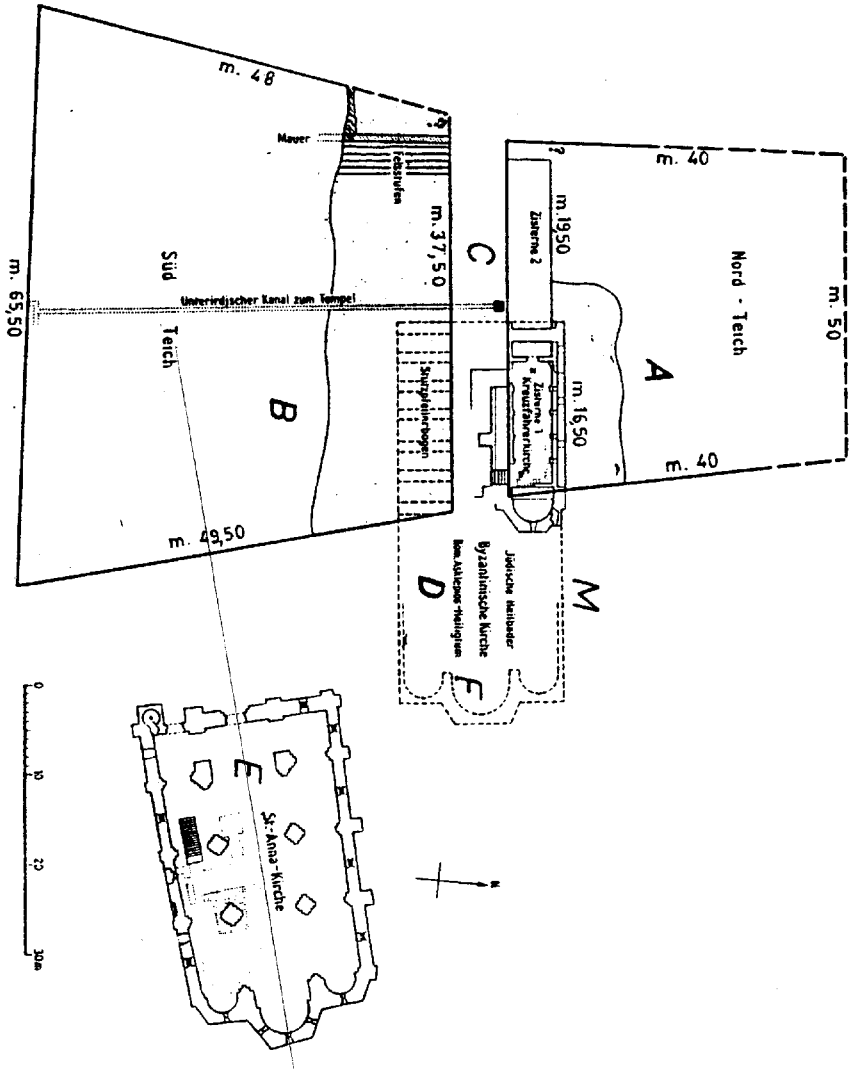 m. 48
Mauer
Felsstufen
m. 37,50
Süd
Teich
m. 65,50
Unterirdischer Kanal zum Tempel
B
Stützpfeilerbogen
m. 49,50
C
?
m. 40
m. 19,50
Zisterne 2
Nord - Teich
m. 50
A
Zisterne 1
Kreuzfahrerkirche
m. 16,50
m. 40
M
Jüdische Heilbäder
Byzantinische Kirche
Röm. Asklepios-Heiligtum
D
F
E
St.-Anna-Kirche
N
0
10
20
30m